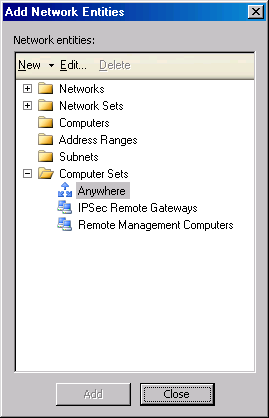 Add Network Entities
Network entities:
New Edit... Delete
Networks
Network Sets
Computers
Address Ranges
Subnets
Computer Sets
Anywhere
IPSec Remote Gateways
Remote Management Computers
Add Close